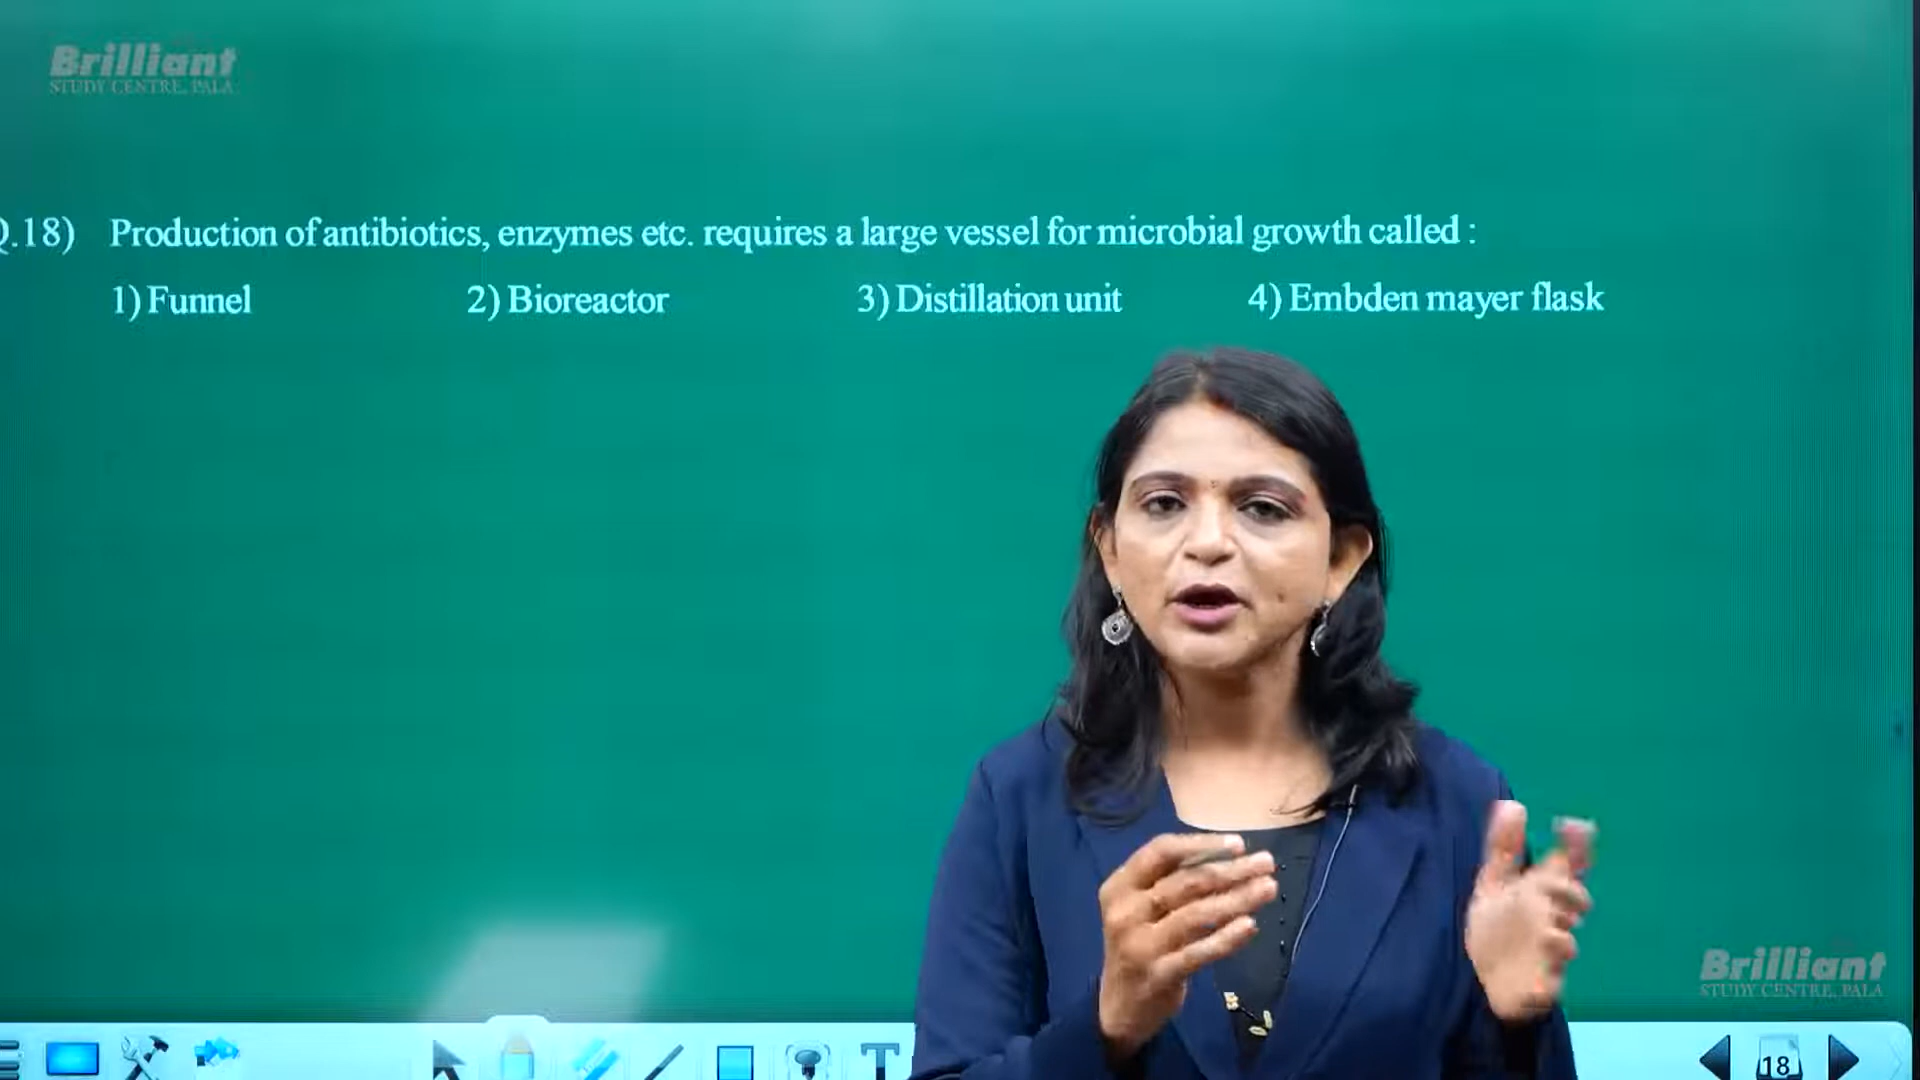 Brilliant
STUDY CENTRE, PALA
Q.18) Production of antibiotics, enzymes etc. requires a large vessel for microbial growth called :
1) Funnel 2) Bioreactor 3) Distillation unit 4) Embden mayer flask
Brilliant
STUDY CENTRE, PALA
T
18